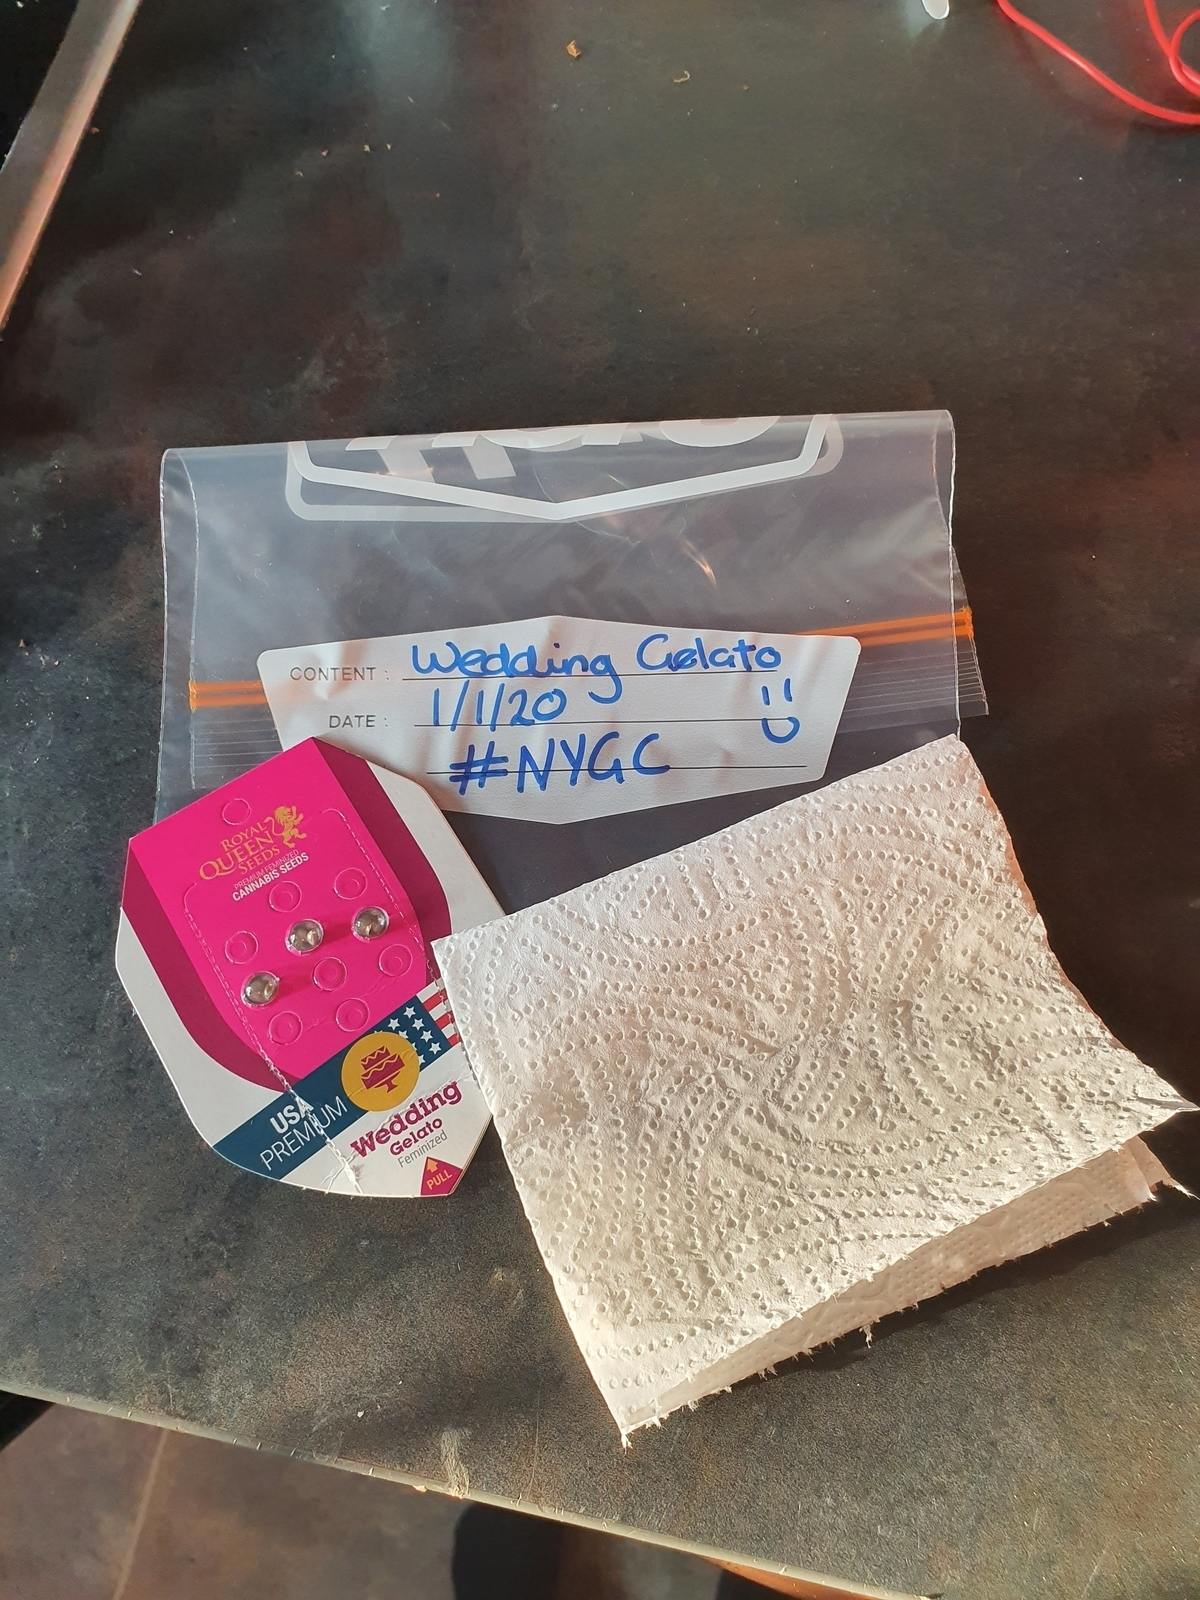 CONTENT : Wedding Gelato
DATE : 1/1/20
#NYGC
ROYAL
QUEEN
SEEDS
PREMIUM FEMINIZED
CANNABIS SEEDS
USA
PREMIUM
Wedding
Gelato
Feminized
PULL